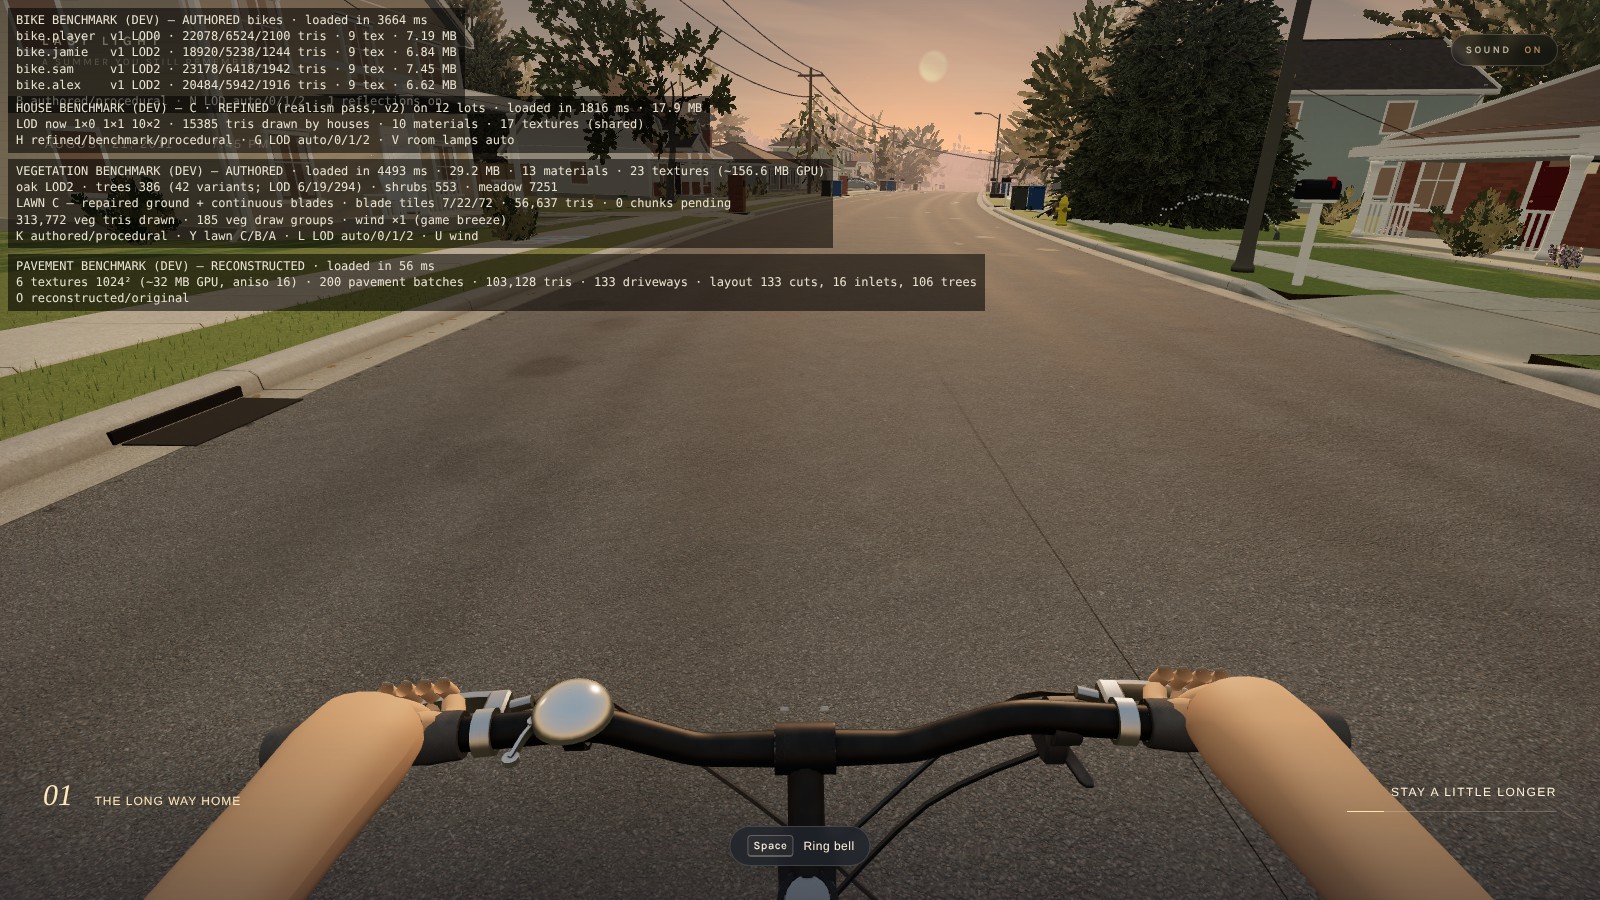 BIKE BENCHMARK (DEV) — AUTHORED bikes · loaded in 3664 ms
bike.player v1 LOD0 · 22078/6524/2100 tris · 9 tex · 7.19 MB
bike.jamie v1 LOD2 · 18920/5238/1244 tris · 9 tex · 6.84 MB
bike.sam v1 LOD2 · 23178/6418/1942 tris · 9 tex · 7.45 MB
bike.alex v1 LOD2 · 20484/5942/1916 tris · 9 tex · 6.62 MB
B authored/procedural · N LOD auto/0/1/2 · J reflections on
HOUSE BENCHMARK (DEV) — C · REFINED (realism pass, v2) on 12 lots · loaded in 1816 ms · 17.9 MB
LOD now 1×0 1×1 10×2 · 15385 tris drawn by houses · 10 materials · 17 textures (shared)
H refined/benchmark/procedural · G LOD auto/0/1/2 · V room lamps auto
VEGETATION BENCHMARK (DEV) — AUTHORED · loaded in 4493 ms · 29.2 MB · 13 materials · 23 textures (~156.6 MB GPU)
oak LOD2 · trees 386 (42 variants; LOD 6/19/294) · shrubs 553 · meadow 7251
LAWN C — repaired ground + continuous blades · blade tiles 7/22/72 · 56,637 tris · 0 chunks pending
313,772 veg tris drawn · 185 veg draw groups · wind ×1 (game breeze)
K authored/procedural · Y lawn C/B/A · L LOD auto/0/1/2 · U wind
PAVEMENT BENCHMARK (DEV) — RECONSTRUCTED · loaded in 56 ms
6 textures 1024² (~32 MB GPU, aniso 16) · 200 pavement batches · 103,128 tris · 133 driveways · layout 133 cuts, 16 inlets, 106 trees
O reconstructed/original
SOUND ON
01 THE LONG WAY HOME
STAY A LITTLE LONGER
Space Ring bell